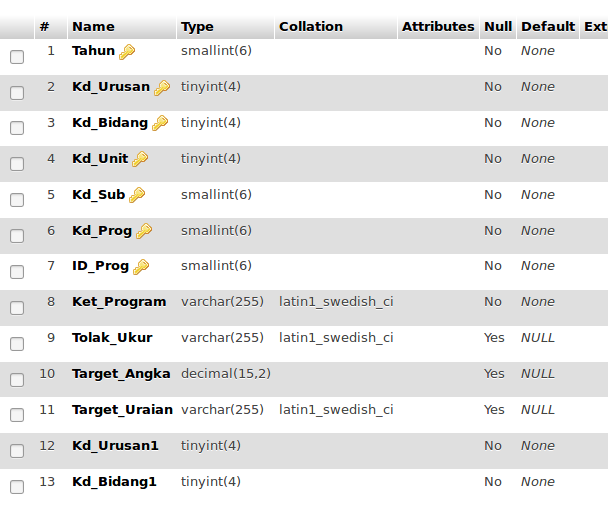 # Name Type Collation Attributes Null Default Ext
1 Tahun smallint(6) No None
2 Kd_Urusan tinyint(4) No None
3 Kd_Bidang tinyint(4) No None
4 Kd_Unit tinyint(4) No None
5 Kd_Sub smallint(6) No None
6 Kd_Prog smallint(6) No None
7 ID_Prog smallint(6) No None
8 Ket_Program varchar(255) latin1_swedish_ci No None
9 Tolak_Ukur varchar(255) latin1_swedish_ci Yes NULL
10 Target_Angka decimal(15,2) Yes NULL
11 Target_Uraian varchar(255) latin1_swedish_ci Yes NULL
12 Kd_Urusan1 tinyint(4) No None
13 Kd_Bidang1 tinyint(4) No None